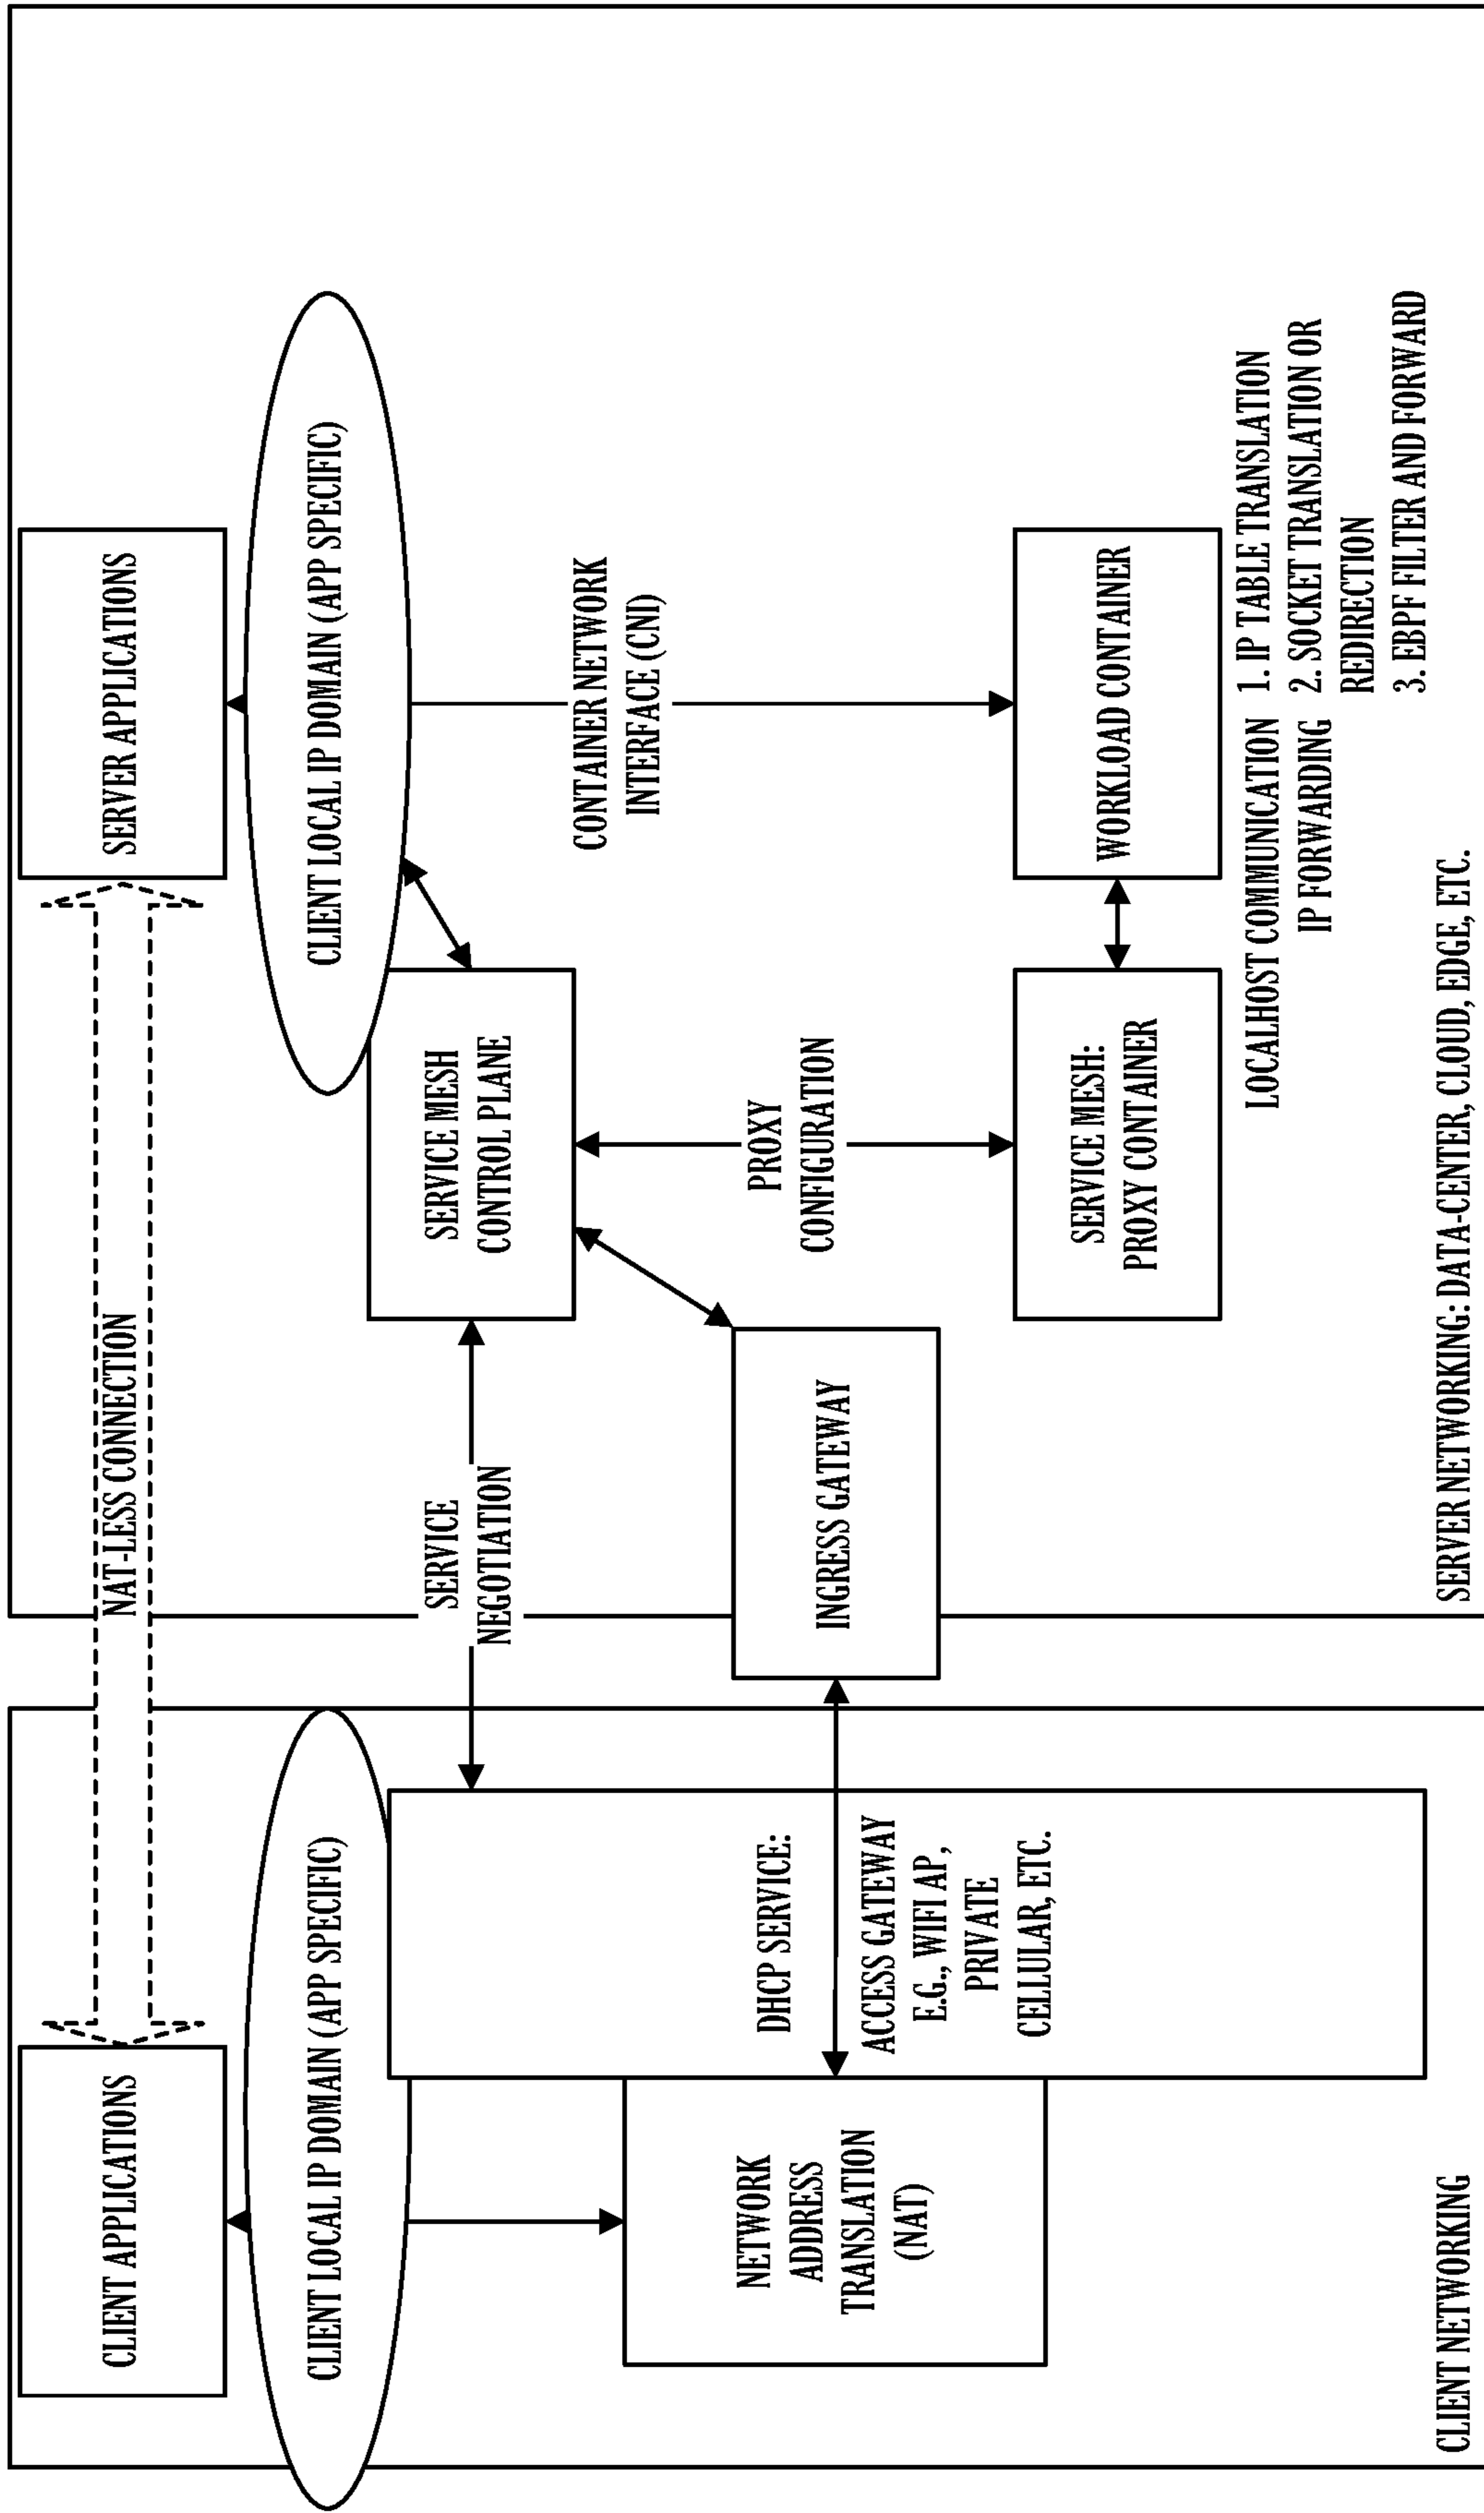 CLIENT APPLICATIONS
NAT-LESS CONNECTION
SERVER APPLICATIONS
CLIENT LOCAL IP DOMAIN (APP SPECIFIC)
CLIENT LOCAL IP DOMAIN (APP SPECIFIC)
SERVICE
NEGOTIATION
SERVICE MESH
CONTROL PLANE
CONTAINER NETWORK
INTERFACE (CNI)
NETWORK
ADDRESS
TRANSLATION
(NAT)
DHCP SERVICE:
ACCESS GATEWAY
E.G., WIFI AP,
PRIVATE
CELLULAR, ETC.
INGRESS GATEWAY
PROXY
CONFIGURATION
SERVICE MESH:
PROXY CONTAINER
WORKLOAD CONTAINER
LOCALHOST COMMUNICATION
IP FORWARDING
1. IP TABLE TRANSLATION
2. SOCKET TRANSLATION OR
REDIRECTION
3. EBPF FILTER AND FORWARD
CLIENT NETWORKING
SERVER NETWORKING: DATA-CENTER, CLOUD, EDGE, ETC.